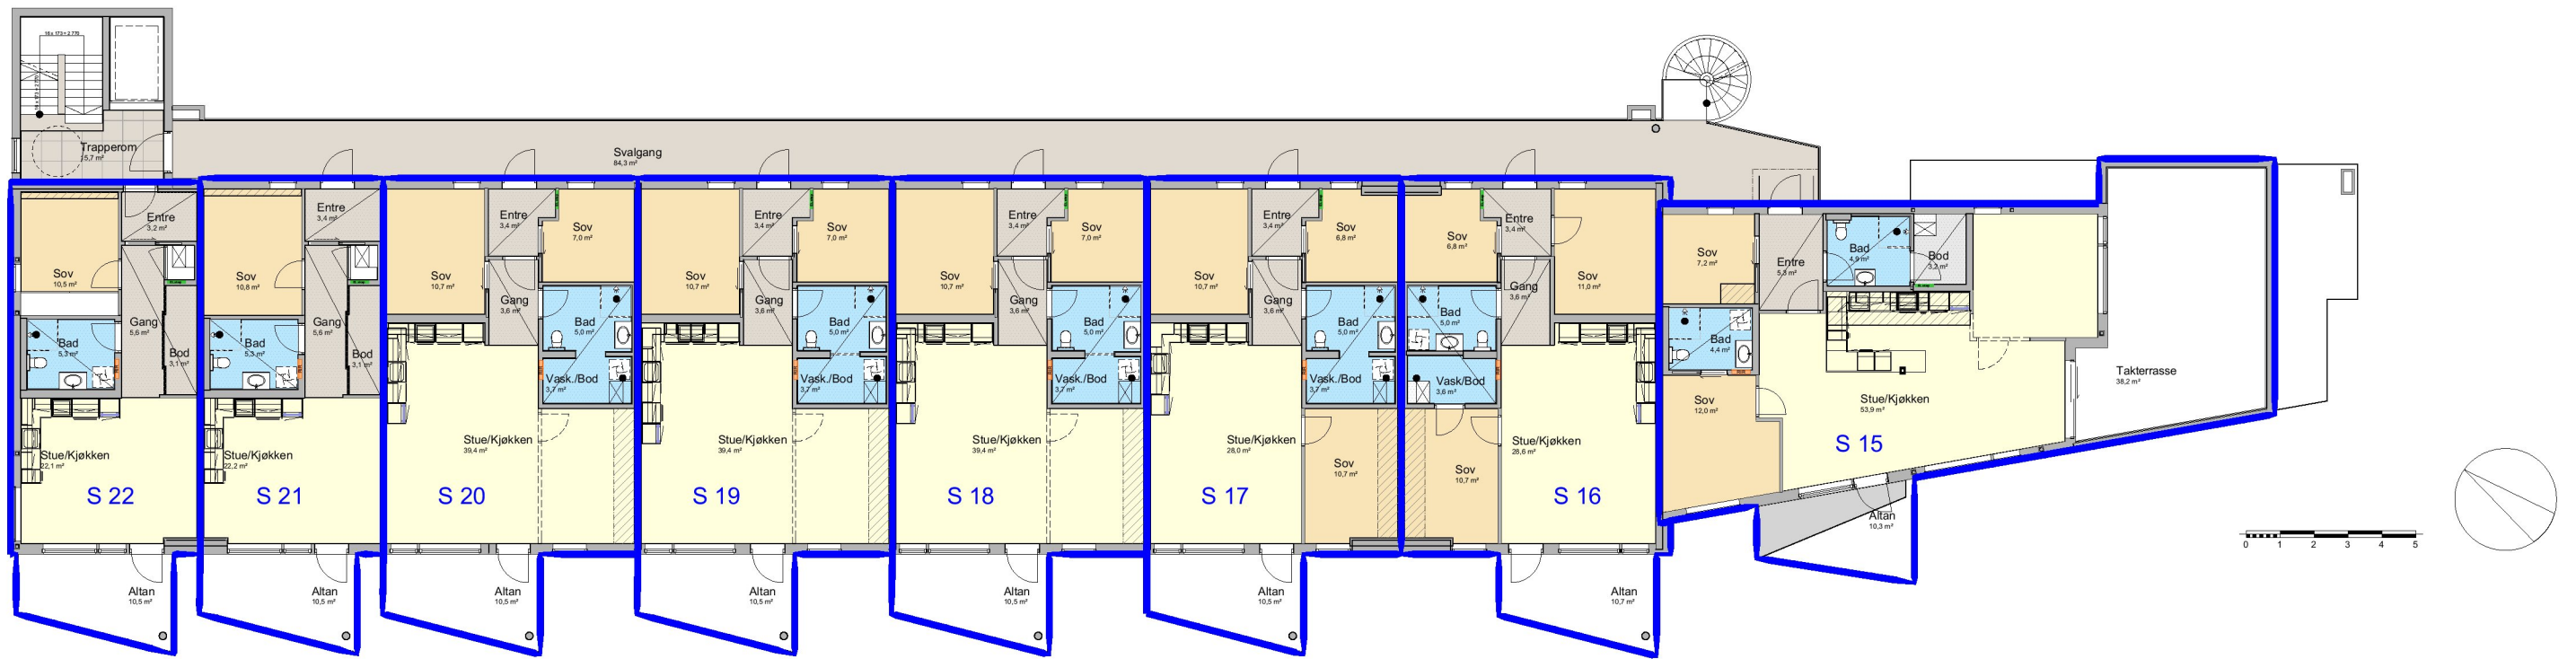 16 x 173 = 2 770
Trapperom
15,7 m²
Svalgang
84,3 m²
Entre
3,2 m²
Sov
10,5 m²
Gang
5,6 m²
Bad
5,3 m²
Bod
3,1 m²
Stue/Kjøkken
22,1 m²
S 22
Altan
10,5 m²
Entre
3,4 m²
Sov
10,8 m²
Gang
5,6 m²
Bad
5,3 m²
Bod
3,1 m²
Stue/Kjøkken
22,2 m²
S 21
Altan
10,5 m²
Entre
3,4 m²
Sov
7,0 m²
Sov
10,7 m²
Gang
3,6 m²
Bad
5,0 m²
Vask./Bod
3,7 m²
Stue/Kjøkken
39,4 m²
S 20
Altan
10,5 m²
Entre
3,4 m²
Sov
7,0 m²
Sov
10,7 m²
Gang
3,6 m²
Bad
5,0 m²
Vask./Bod
3,7 m²
Stue/Kjøkken
39,4 m²
S 19
Altan
10,5 m²
Entre
3,4 m²
Sov
7,0 m²
Sov
10,7 m²
Gang
3,6 m²
Bad
5,0 m²
Vask./Bod
3,7 m²
Stue/Kjøkken
39,4 m²
S 18
Altan
10,5 m²
Entre
3,4 m²
Sov
6,8 m²
Sov
10,7 m²
Gang
3,6 m²
Bad
5,0 m²
Vask./Bod
3,7 m²
Stue/Kjøkken
28,0 m²
Sov
10,7 m²
S 17
Altan
10,5 m²
Sov
6,8 m²
Entre
3,4 m²
Sov
11,0 m²
Gang
3,6 m²
Bad
5,0 m²
Vask/Bod
3,6 m²
Stue/Kjøkken
28,6 m²
Sov
10,7 m²
S 16
Altan
10,7 m²
Sov
7,2 m²
Entre
5,3 m²
Bad
4,9 m²
Bod
3,2 m²
Bad
4,4 m²
Sov
12,0 m²
Stue/Kjøkken
53,9 m²
S 15
Takterrasse
38,2 m²
Altan
10,3 m²
0 1 2 3 4 5